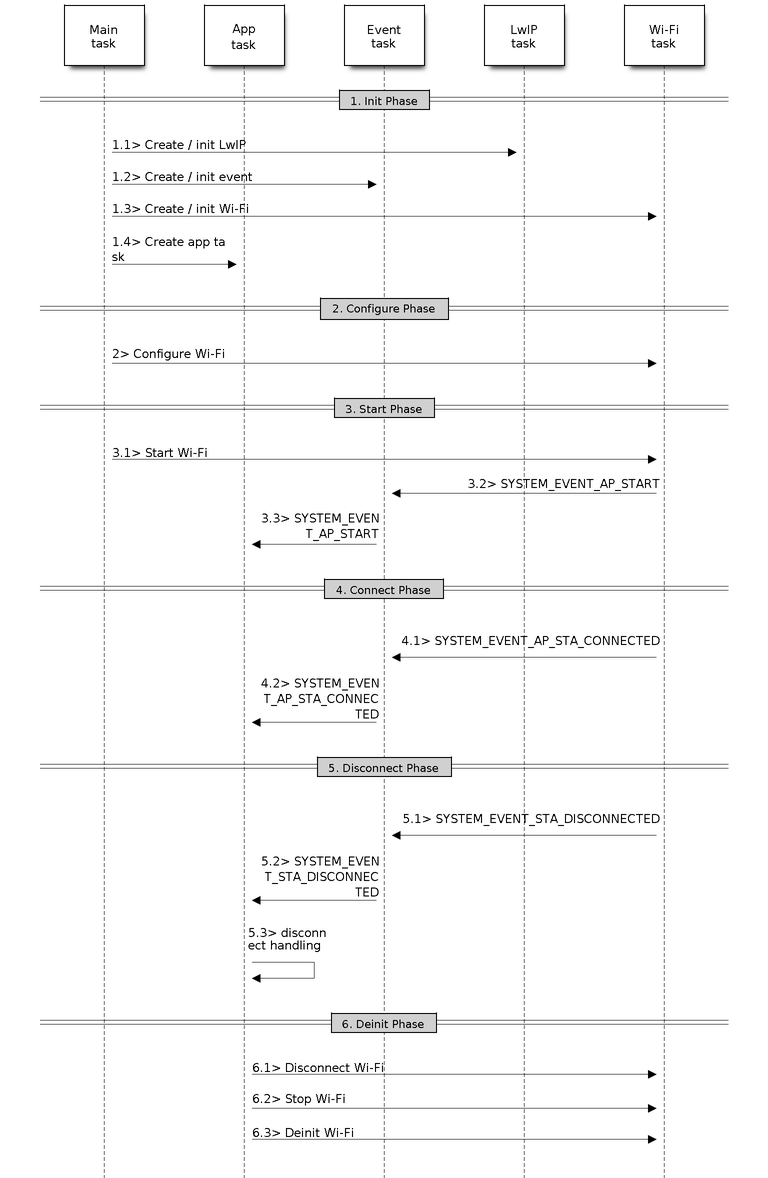 Main
task
App
task
Event
task
LwIP
task
Wi-Fi
task
1. Init Phase
1.1> Create / init LwIP
1.2> Create / init event
1.3> Create / init Wi-Fi
1.4> Create app ta
sk
2. Configure Phase
2> Configure Wi-Fi
3. Start Phase
3.1> Start Wi-Fi
3.2> SYSTEM_EVENT_AP_START
3.3> SYSTEM_EVEN
T_AP_START
4. Connect Phase
4.1> SYSTEM_EVENT_AP_STA_CONNECTED
4.2> SYSTEM_EVEN
T_AP_STA_CONNEC
TED
5. Disconnect Phase
5.1> SYSTEM_EVENT_STA_DISCONNECTED
5.2> SYSTEM_EVEN
T_STA_DISCONNEC
TED
5.3> disconn
ect handling
6. Deinit Phase
6.1> Disconnect Wi-Fi
6.2> Stop Wi-Fi
6.3> Deinit Wi-Fi